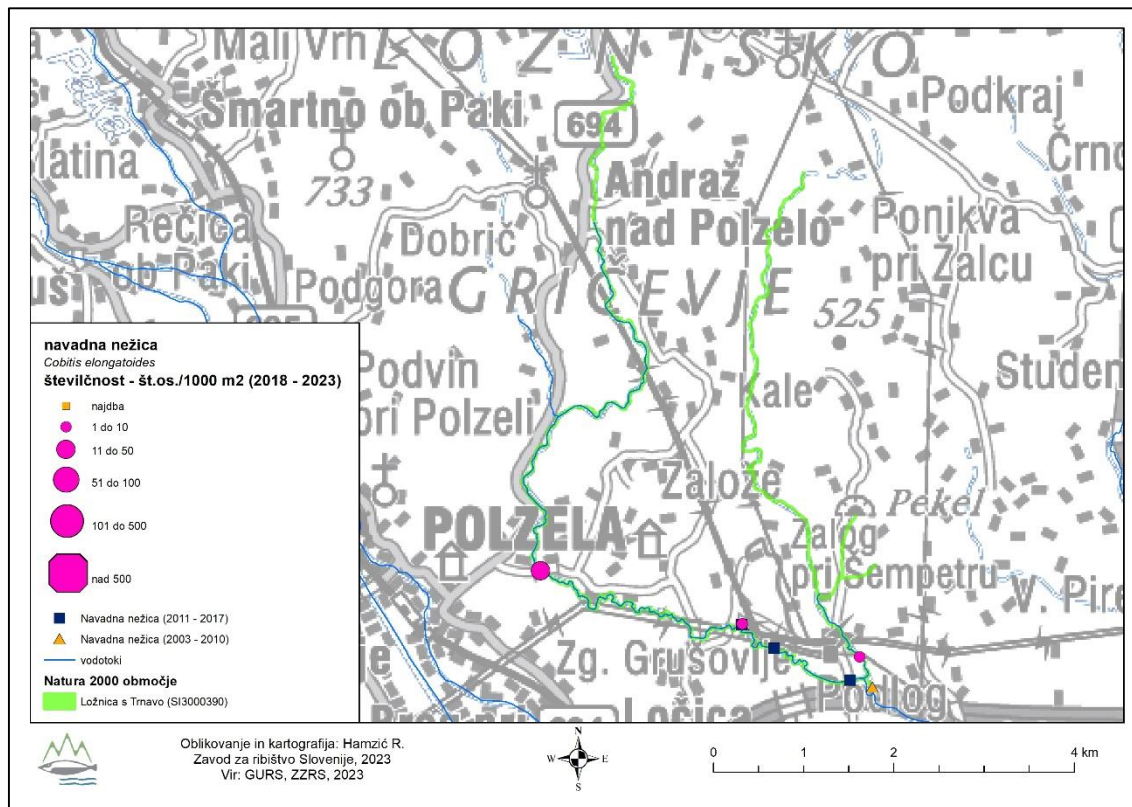 Mali Vrh
LOŽNIŠKO
Podkraj
Šmartno ob Paki
694
latina
Črno
733
Andraž
nad Polzelo
Ponikva
pri Žalcu
Rečica
ob Paki
Dobrič
Podgora
GRIČEVJE
525
Studen
Podvin
pri Polzeli
Kale
Založe
Pekel
POLZELA
Zalog
pri Šempetru
V. Pire
Zg. Grušovlje
Podlog
Ločica
navadna nežica
Cobitis elongatoides
številčnost - št.os./1000 m2 (2018 - 2023)
najdba
1 do 10
11 do 50
51 do 100
101 do 500
nad 500
Navadna nežica (2011 - 2017)
Navadna nežica (2003 - 2010)
vodotoki
Natura 2000 območje
Ložnica s Trnavo (SI3000390)
Oblikovanje in kartografija: Hamzić R.
Zavod za ribištvo Slovenije, 2023
Vir: GURS, ZZRS, 2023
N
W E
S
0 1 2 4 km